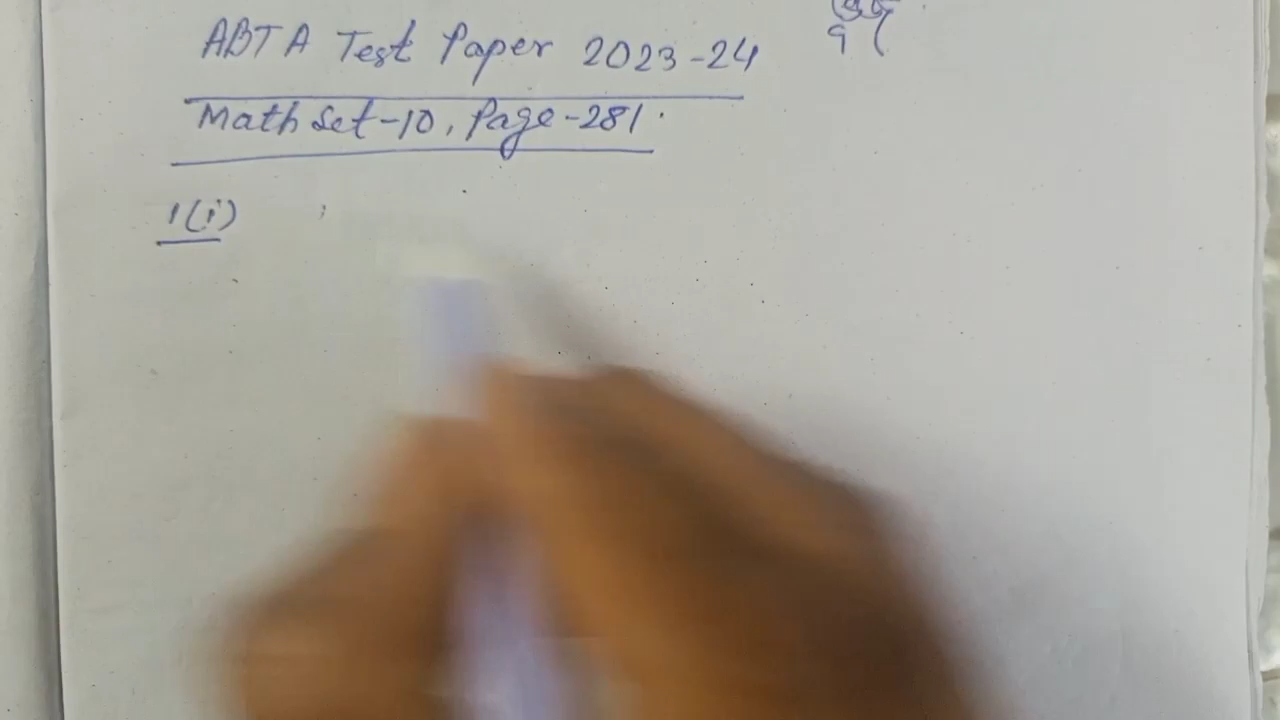 ABTA Test Paper 2023-24
Math Set-10, Page-281.
1(i)